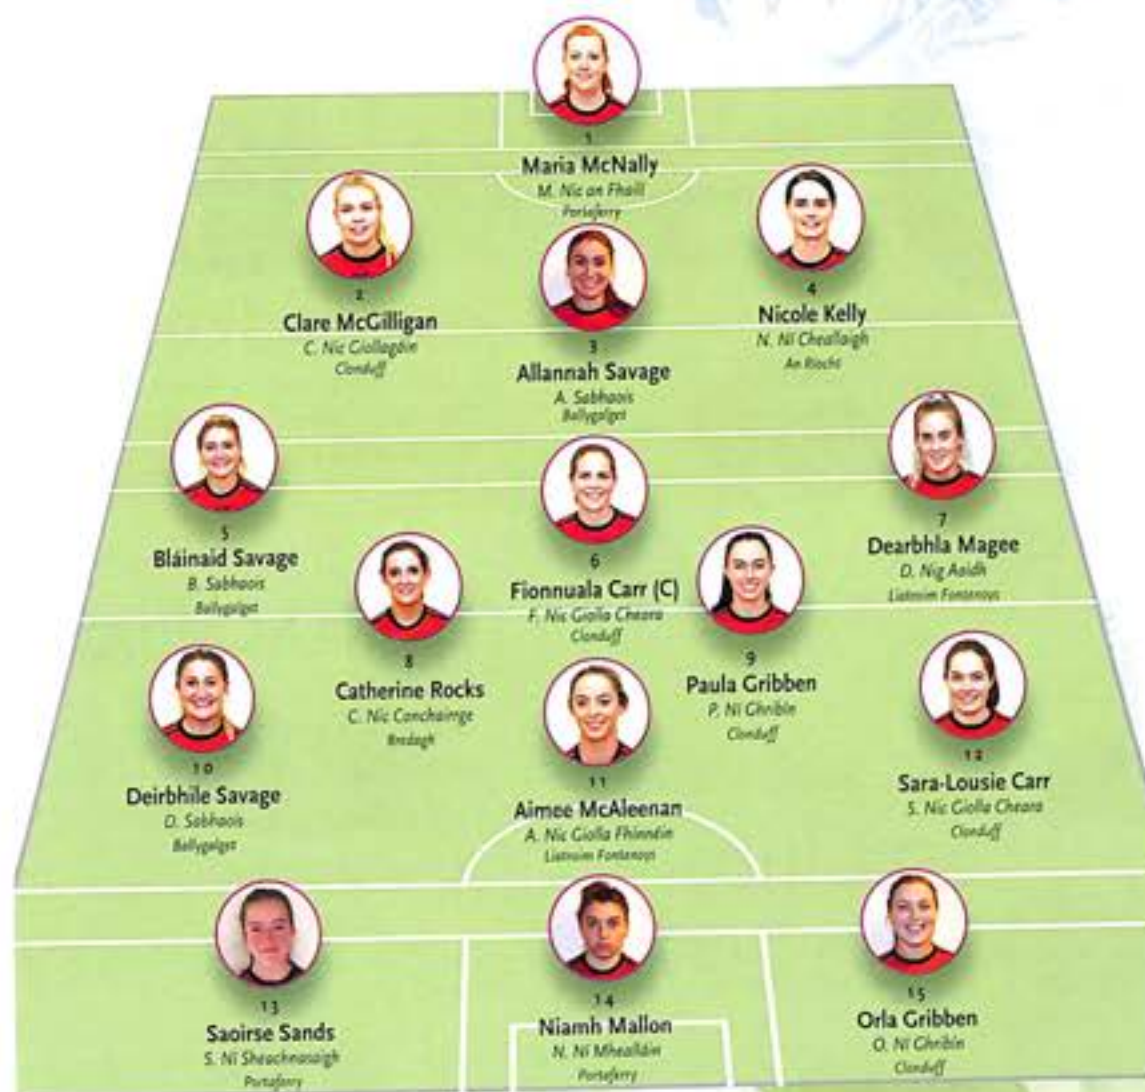 1
Maria McNally
M. Nic an Fhaill
Portaferry
2
Clare McGilligan
C. Nic Giollagáin
Clonduff
3
Allannah Savage
A. Sabhaois
Ballygalget
4
Nicole Kelly
N. Ní Cheallaigh
An Ríocht
5
Bláinaid Savage
B. Sabhaois
Ballygalget
6
Fionnuala Carr (C)
F. Nic Giolla Cheara
Clonduff
7
Dearbhla Magee
D. Nig Aoidh
Liatroim Fontenoys
8
Catherine Rocks
C. Nic Conchairrge
Bredagh
9
Paula Gribben
P. Ní Ghribín
Clonduff
10
Deirbhile Savage
D. Sabhaois
Ballygalget
11
Aimee McAleenan
A. Nic Giolla Fhinnéin
Liatroim Fontenoys
12
Sara-Lousie Carr
S. Nic Giolla Cheara
Clonduff
13
Saoirse Sands
S. Ní Sheachnasaigh
Portaferry
14
Niamh Mallon
N. Ní Mhealláin
Portaferry
15
Orla Gribben
O. Ní Ghribín
Clonduff